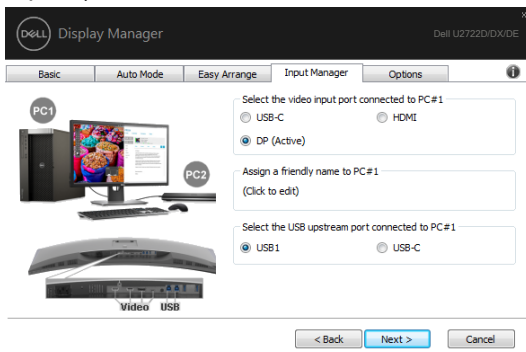 DELL Display Manager
Dell U2722D/DX/DE
x
Basic
Auto Mode
Easy Arrange
Input Manager
Options
i
PC1
PC2
Video USB
Select the video input port connected to PC#1
USB-C
HDMI
DP (Active)
Assign a friendly name to PC#1
(Click to edit)
Select the USB upstream port connected to PC#1
USB1
USB-C
< Back
Next >
Cancel